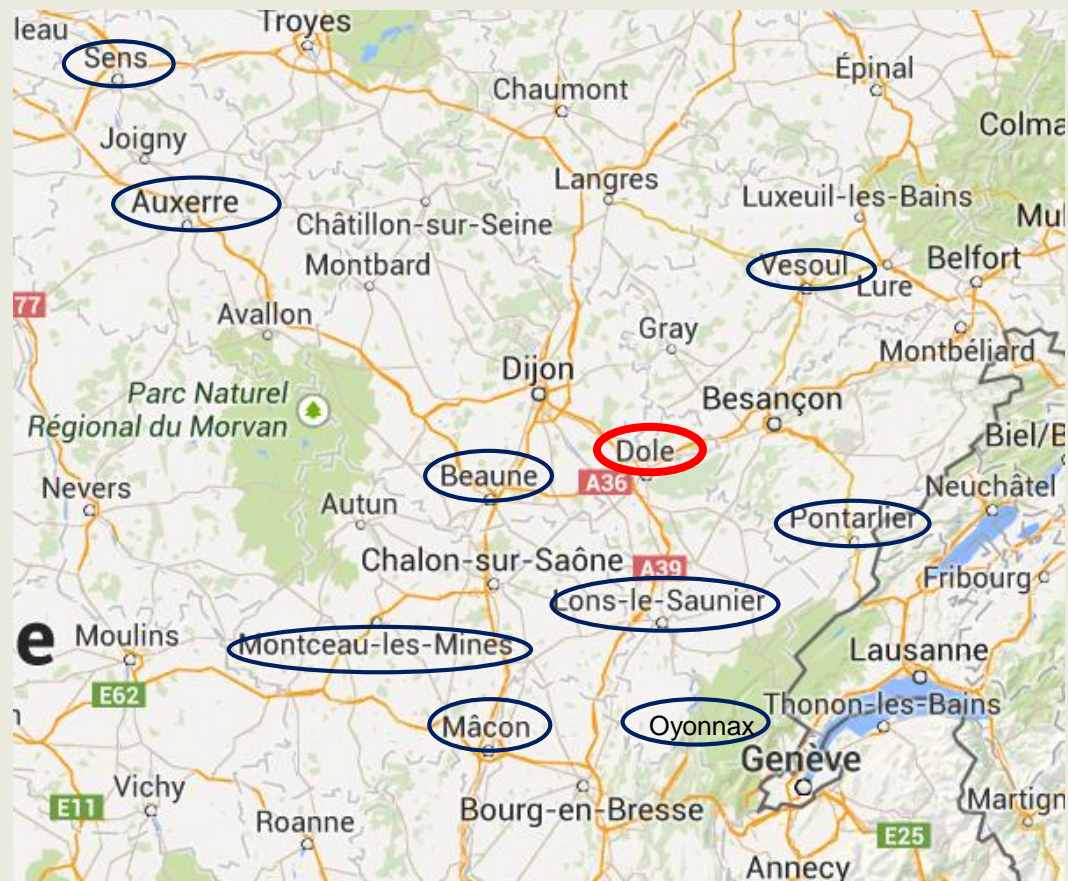 leau
Troyes
Sens
Épinal
Chaumont
Colma
Joigny
Langres
Luxeuil-les-Bains
Auxerre
Châtillon-sur-Seine
Mul
Vesoul
Belfort
Montbard
Lure
77
Avallon
Gray
Montbéliard
Dijon
Parc Naturel
Régional du Morvan
Besançon
Biel/B
Dole
Beaune
A36
Nevers
Neuchâtel
Autun
Pontarlier
Chalon-sur-Saône
A39
Fribourg
Lons-le-Saunier
e
Moulins
Montceau-les-Mines
Lausanne
E62
Thonon-les-Bains
Mâcon
Oyonnax
Genève
Vichy
E11
Bourg-en-Bresse
Martign
Roanne
E25
Annecy